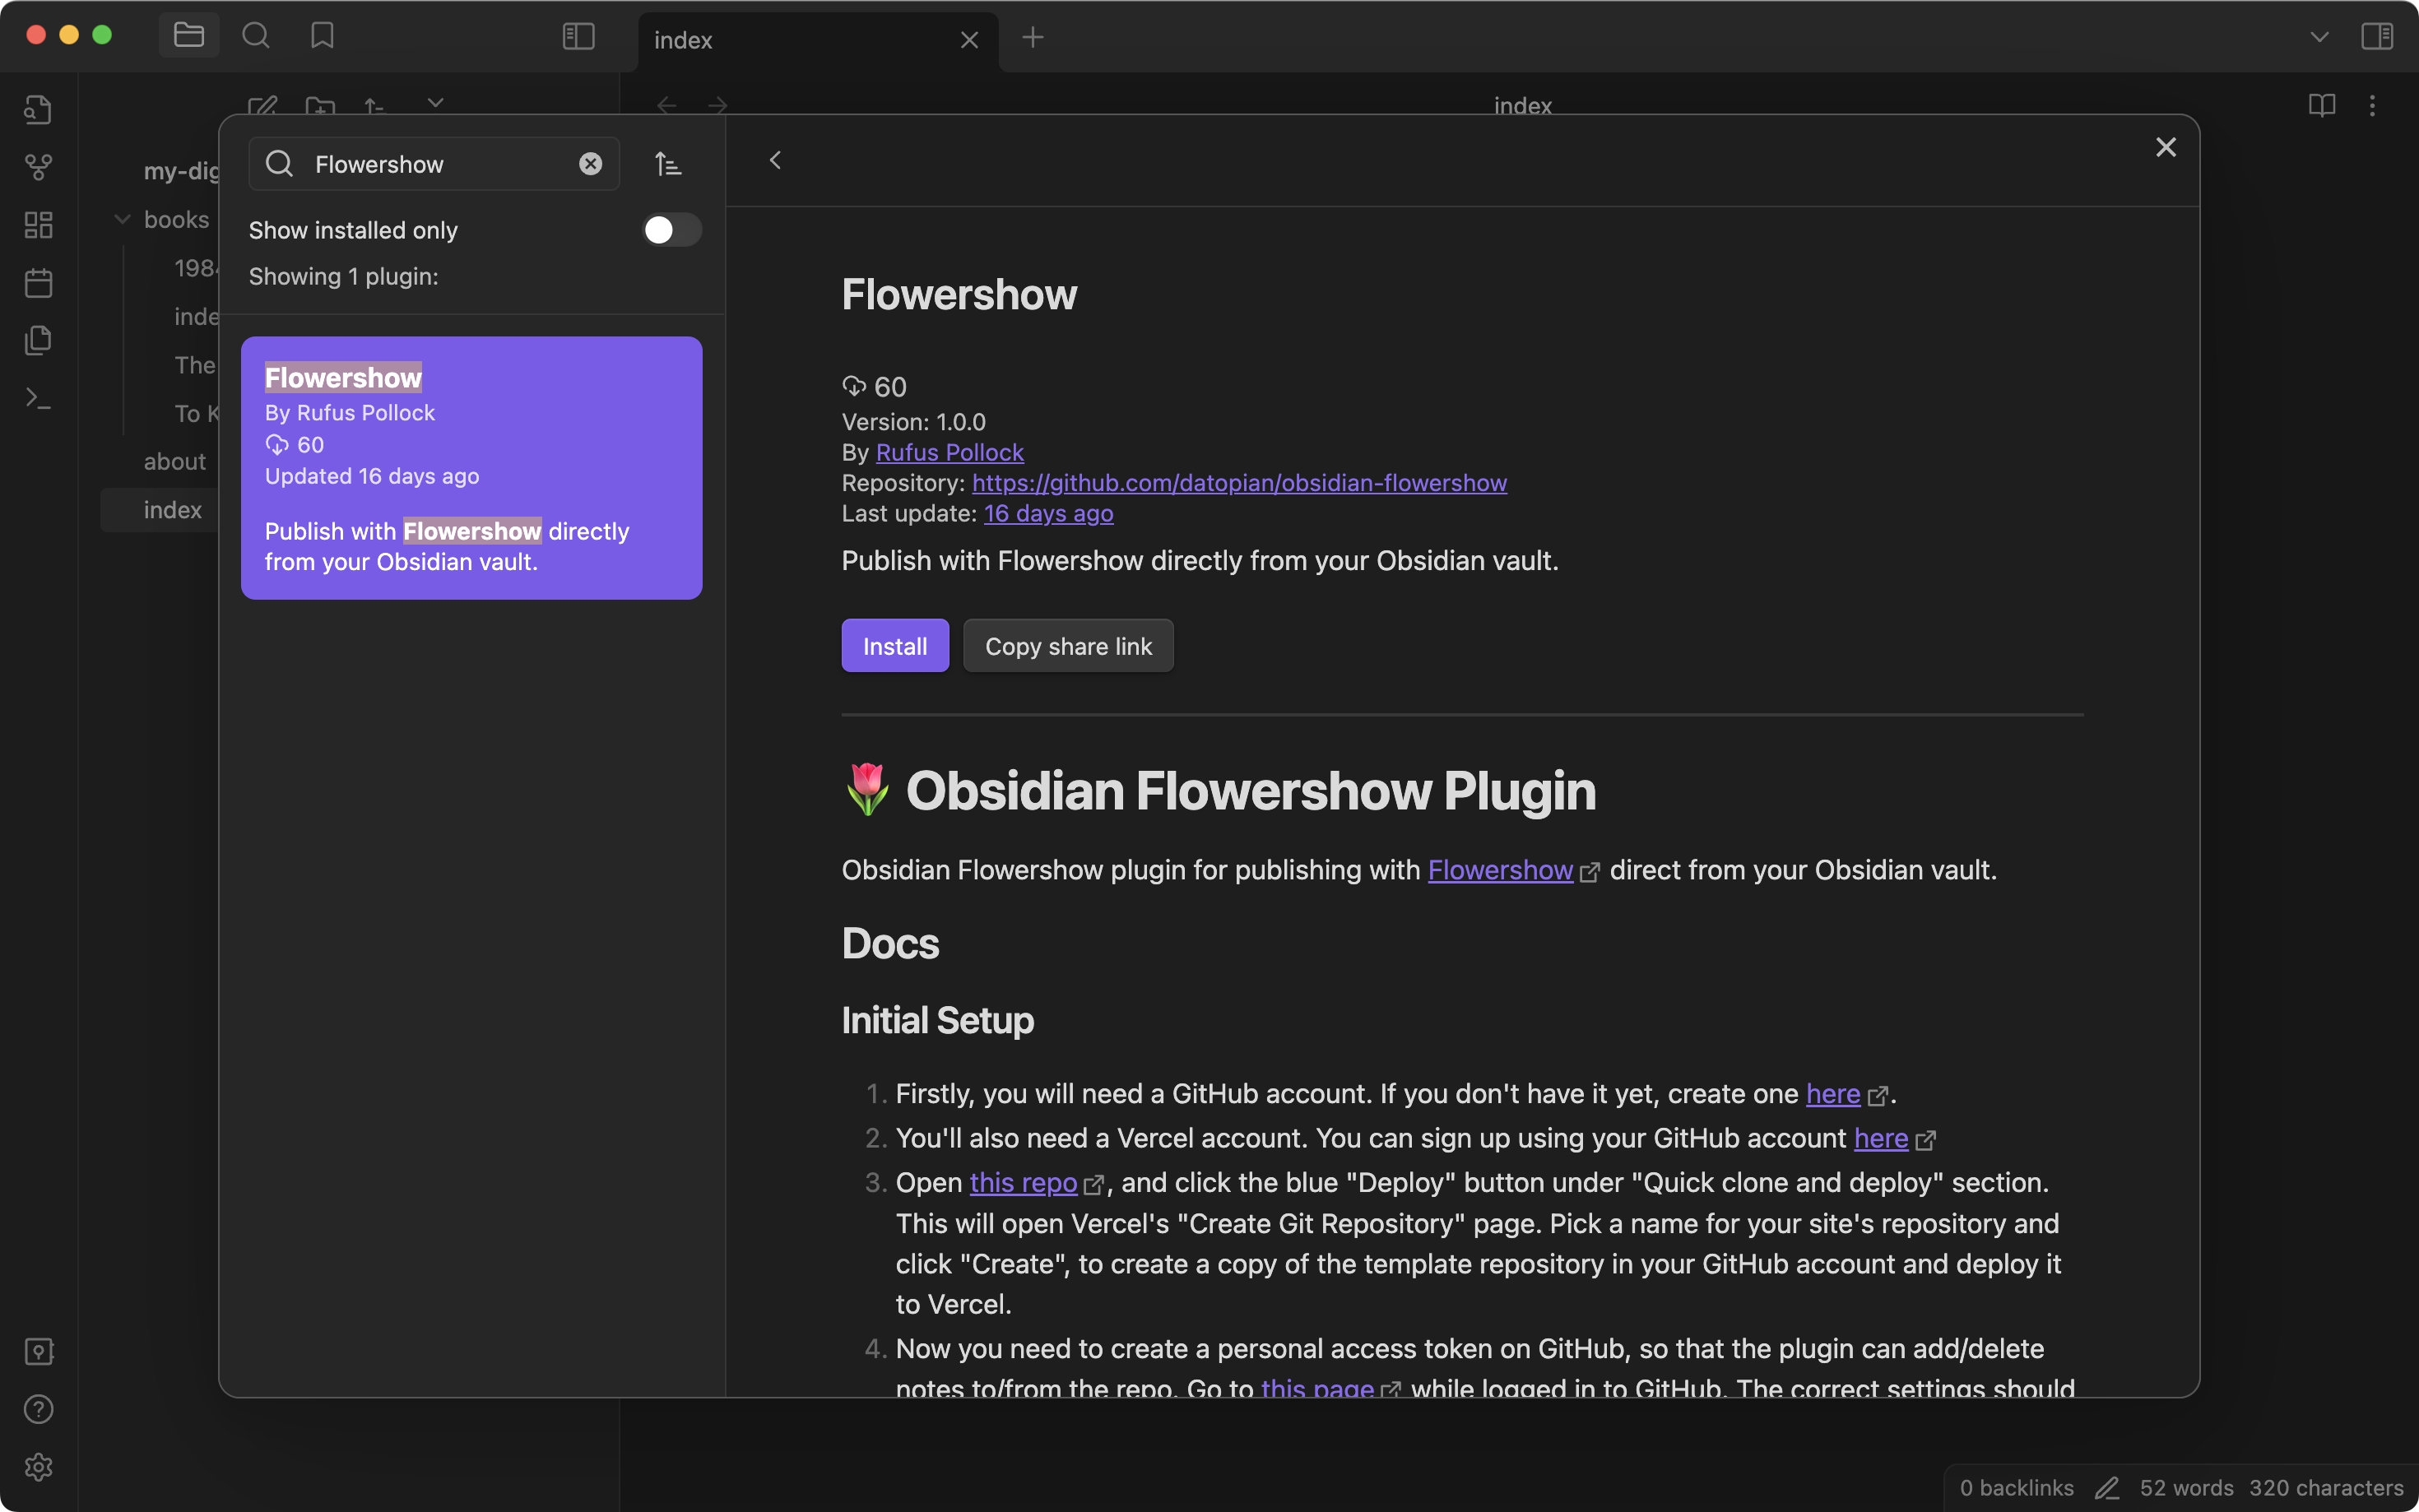 index
index
my-dig
books
1984
inde
The
To K
about
index
Flowershow
Show installed only
Showing 1 plugin:
Flowershow
By Rufus Pollock
60
Updated 16 days ago
Publish with Flowershow directly
from your Obsidian vault.
Flowershow
60
Version: 1.0.0
By Rufus Pollock
Repository: https://github.com/datopian/obsidian-flowershow
Last update: 16 days ago
Publish with Flowershow directly from your Obsidian vault.
Install
Copy share link
🌷 Obsidian Flowershow Plugin
Obsidian Flowershow plugin for publishing with Flowershow direct from your Obsidian vault.
Docs
Initial Setup
1. Firstly, you will need a GitHub account. If you don't have it yet, create one here.
2. You'll also need a Vercel account. You can sign up using your GitHub account here
3. Open this repo, and click the blue "Deploy" button under "Quick clone and deploy" section.
This will open Vercel's "Create Git Repository" page. Pick a name for your site's repository and
click "Create", to create a copy of the template repository in your GitHub account and deploy it
to Vercel.
4. Now you need to create a personal access token on GitHub, so that the plugin can add/delete
notes to/from the repo. Go to this page while logged in to GitHub. The correct settings should
0 backlinks
52 words
320 characters